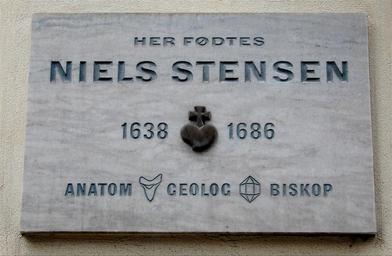 HER FØDTES
NIELS STENSEN
1638 1686
ANATOM GEOLOG BISKOP